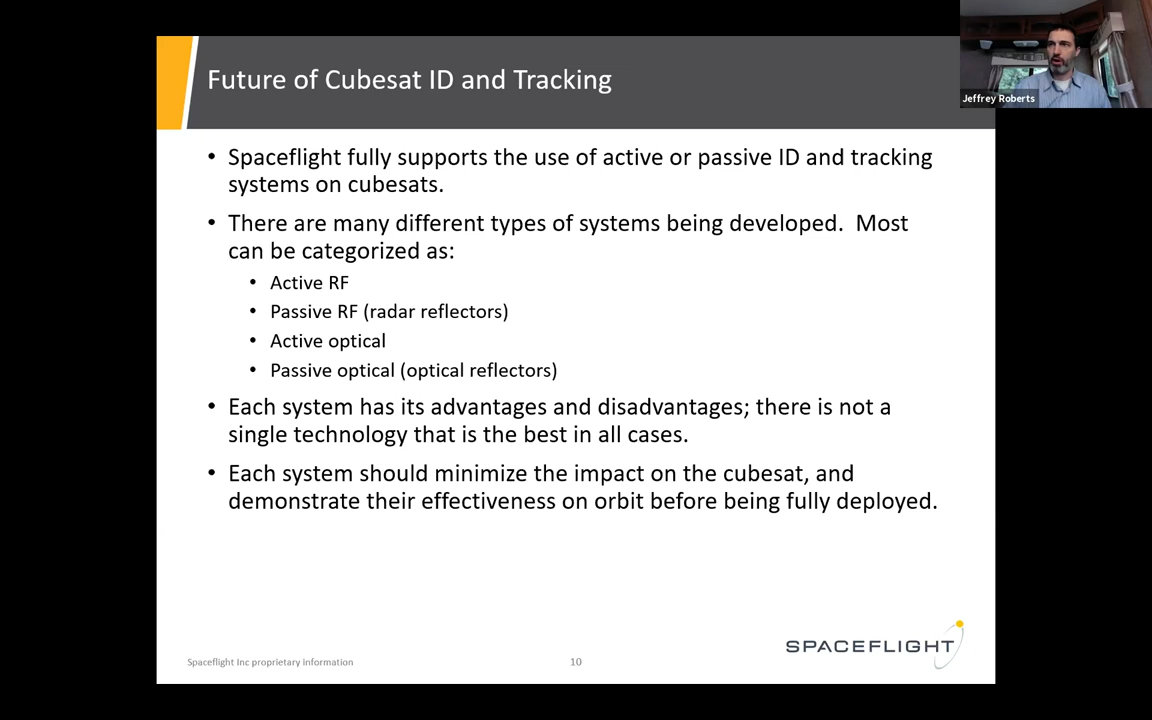 Future of Cubesat ID and Tracking
Jeffrey Roberts
• Spaceflight fully supports the use of active or passive ID and tracking
systems on cubesats.
• There are many different types of systems being developed.  Most
can be categorized as:
• Active RF
• Passive RF (radar reflectors)
• Active optical
• Passive optical (optical reflectors)
• Each system has its advantages and disadvantages; there is not a
single technology that is the best in all cases.
• Each system should minimize the impact on the cubesat, and
demonstrate their effectiveness on orbit before being fully deployed.
SPACEFLIGHT
Spaceflight Inc proprietary information
10